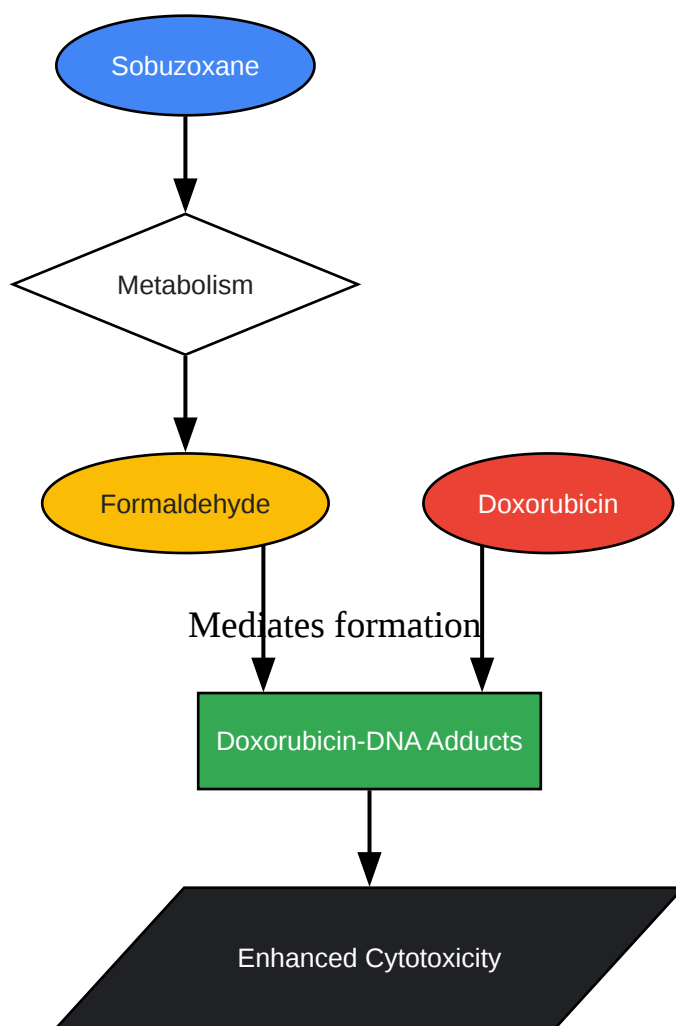 Sobuzoxane
Metabolism
Formaldehyde
Doxorubicin
Mediates formation
Doxorubicin-DNA Adducts
Enhanced Cytotoxicity